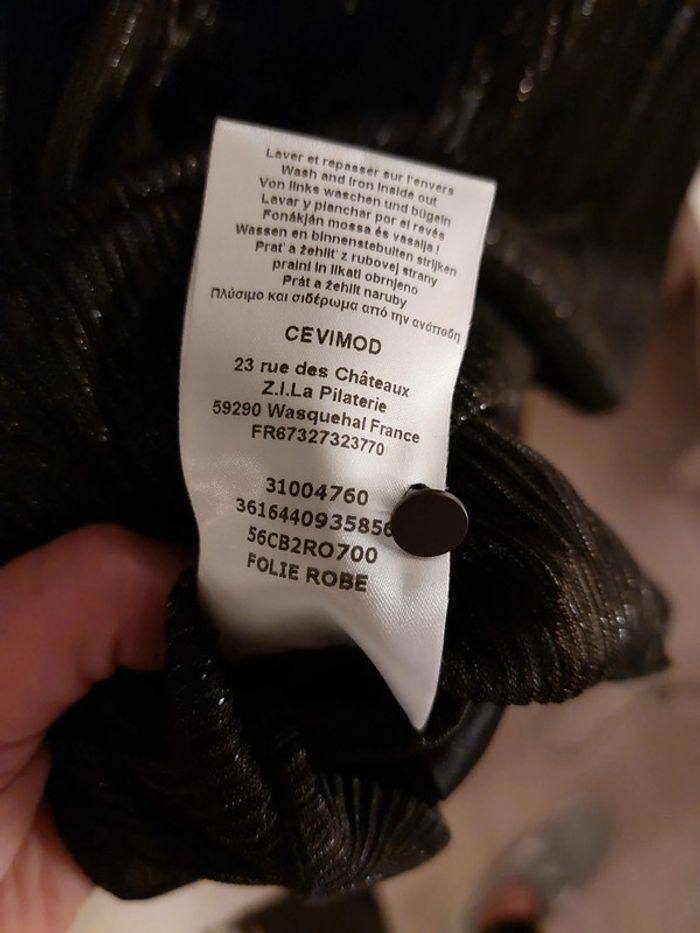 Laver et repasser sur l'envers
Wash and Iron Inside out
Von links waschen und bügeln
Lavar y planchar por el revés
Fonákján mossa és vasalja !
Wassen en binnenstebuiten strijken
Prat' a žehlit' z rubovej strany
praini in likati obrnjeno
Prát a žehlit naruby
Πλύσιμο και σιδέρωμα από την ανάποδη
CEVIMOD
23 rue des Châteaux
Z.I.La Pilaterie
59290 Wasquehal France
FR67327323770
31004760
3616440935856
56CB2RO700
FOLIE ROBE